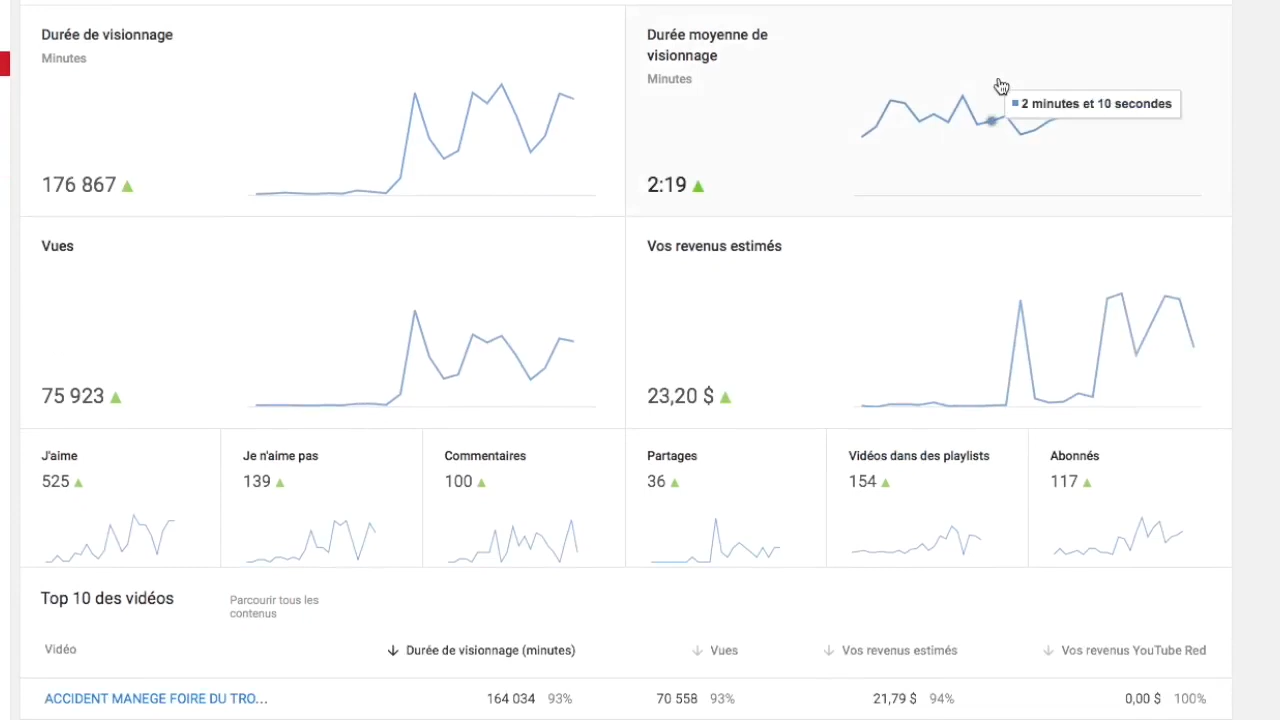 Durée de visionnage
Minutes
176 867
Durée moyenne de
visionnage
Minutes
2 minutes et 10 secondes
2:19
Vues
75 923
Vos revenus estimés
23,20 $
J'aime
525
Je n'aime pas
139
Commentaires
100
Partages
36
Vidéos dans des playlists
154
Abonnés
117
Top 10 des vidéos
Parcourir tous les
contenus
Vidéo
Durée de visionnage (minutes)
Vues
Vos revenus estimés
Vos revenus YouTube Red
ACCIDENT MANEGE FOIRE DU TRO...
164 034 93%
70 558 93%
21,79 $ 94%
0,00 $ 100%